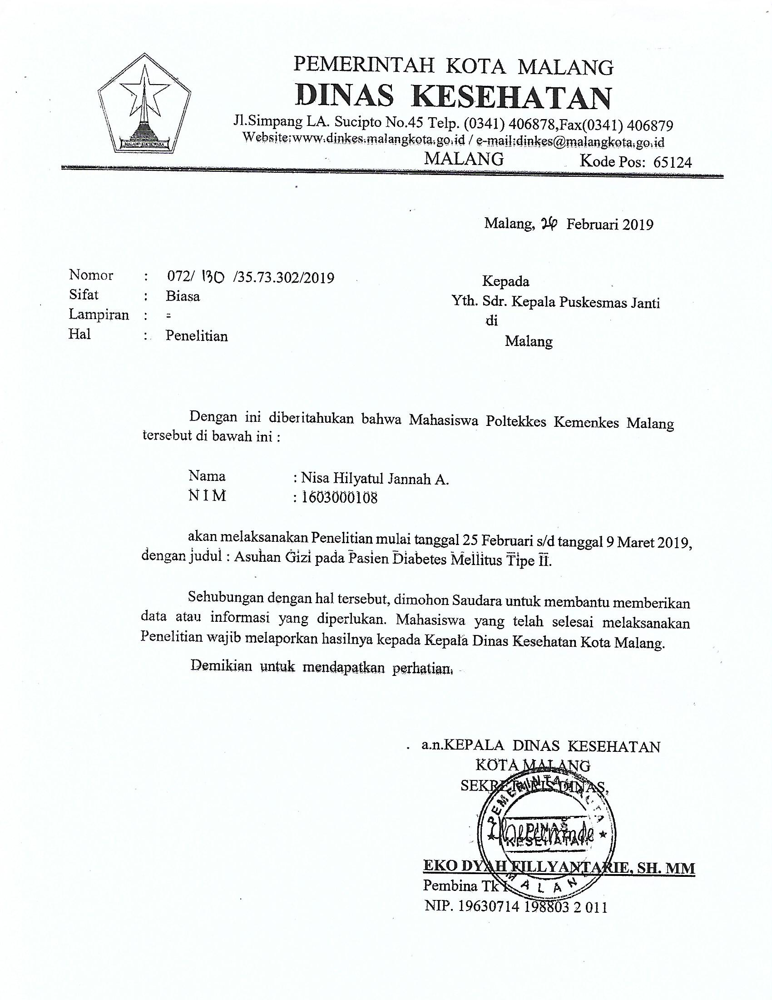 PEMERINTAH KOTA MALANG
DINAS KESEHATAN
Jl.Simpang LA. Sucipto No.45 Telp. (0341) 406878,Fax(0341) 406879
Website:www.dinkes.malangkota.go.id / e-mail:dinkes@malangkota.go.id
MALANG Kode Pos: 65124
Malang, Februari 2019
Nomor : 072/ 130 /35.73.302/2019
Sifat : Biasa
Lampiran : -
Hal : Penelitian
Kepada
Yth. Sdr. Kepala Puskesmas Janti
di
Malang
Dengan ini diberitahukan bahwa Mahasiswa Poltekkes Kemenkes Malang
tersebut di bawah ini :
Nama : Nisa Hilyatul Jannah A.
N I M : 1603000108
akan melaksanakan Penelitian mulai tanggal 25 Februari s/d tanggal 9 Maret 2019,
dengan judul : Asuhan Gizi pada Pasien Diabetes Mellitus Tipe II.
Sehubungan dengan hal tersebut, dimohon Saudara untuk membantu memberikan
data atau informasi yang diperlukan. Mahasiswa yang telah selesai melaksanakan
Penelitian wajib melaporkan hasilnya kepada Kepala Dinas Kesehatan Kota Malang.
Demikian untuk mendapatkan perhatian.
a.n.KEPALA DINAS KESEHATAN
KOTA MALANG
SEKRETARIS DINAS,
PEMERINTAH KOTA
DINAS
KESEHATAN
MALANG
EKO DYAH FILLYANTARIE, SH. MM
Pembina Tk I
NIP. 19630714 198803 2 011